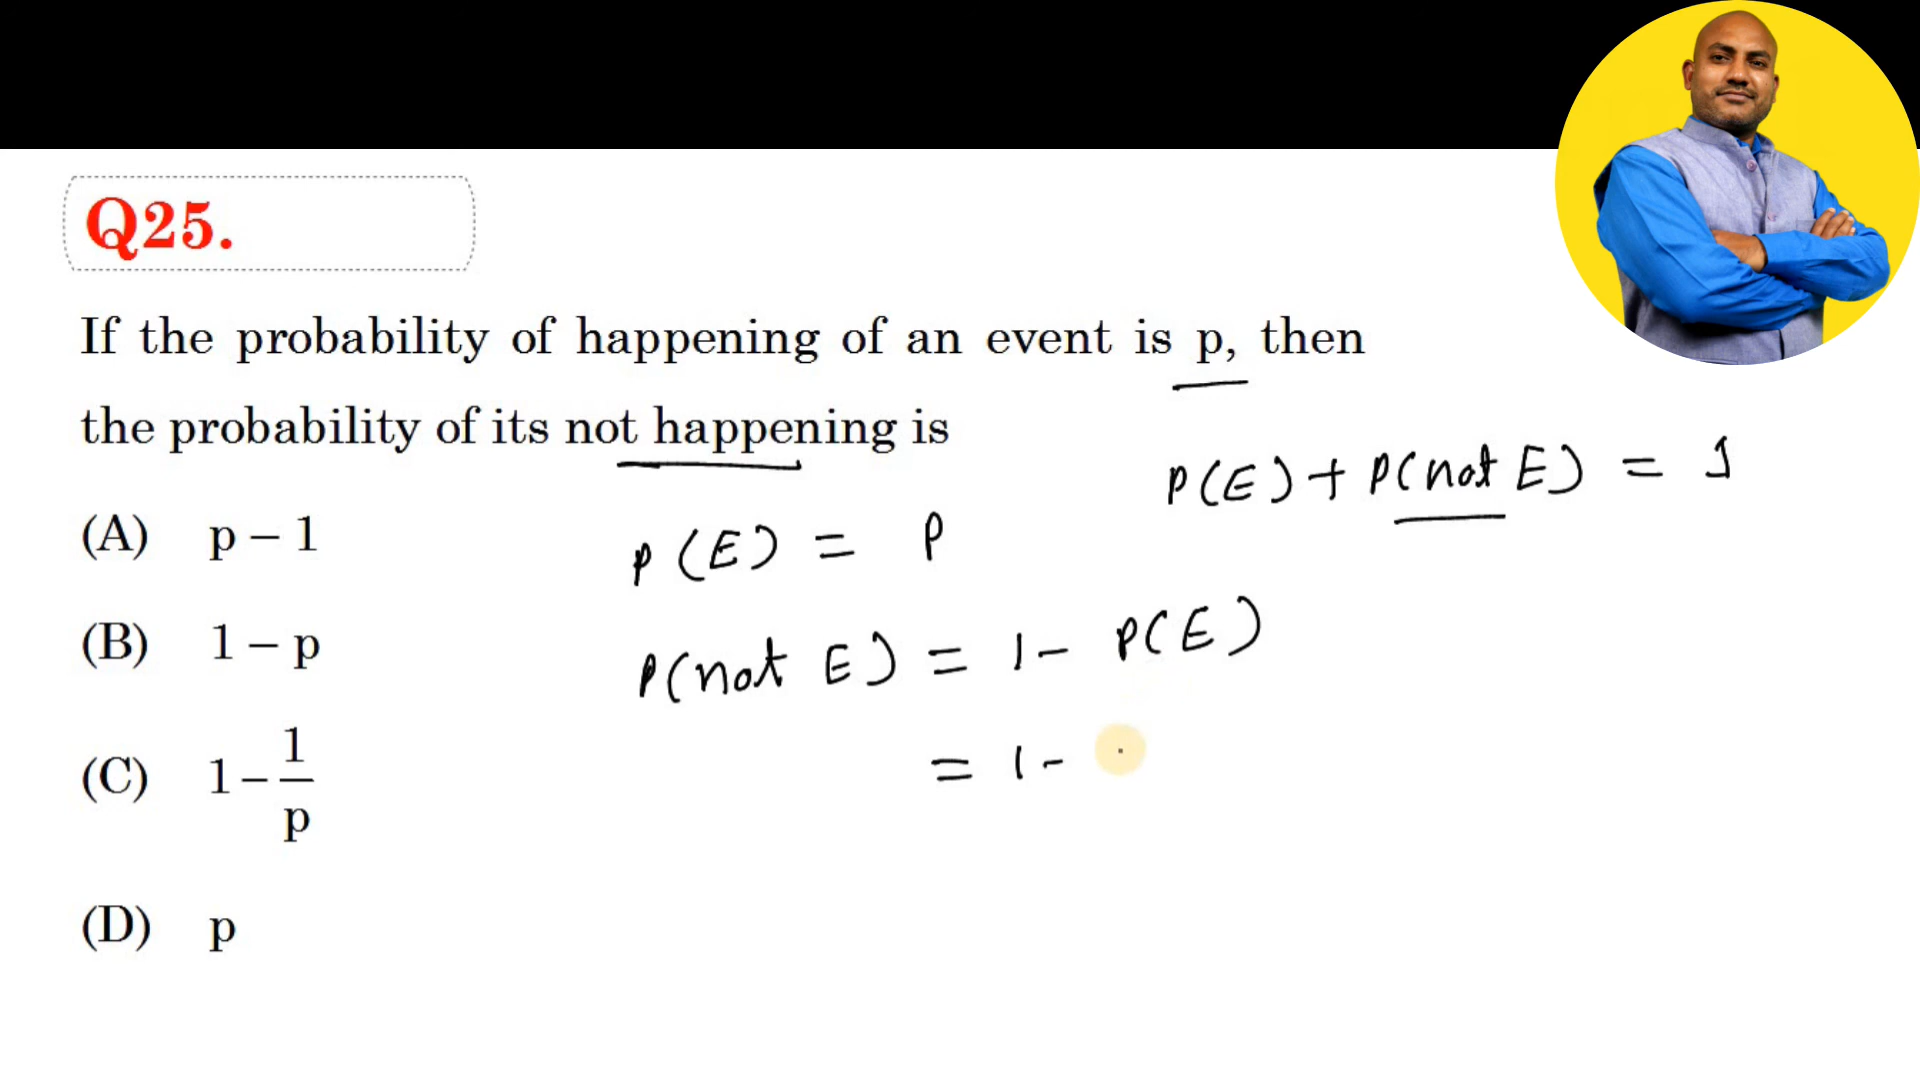 Q25.
If the probability of happening of an event is p, then
the probability of its not happening is
P(E) + P(not E) = 1
(A) p – 1
P(E) = P
(B) 1 – p
P(not E) = 1 - P(E)
= 1 -
(C) 1 – 1/p
(D) p